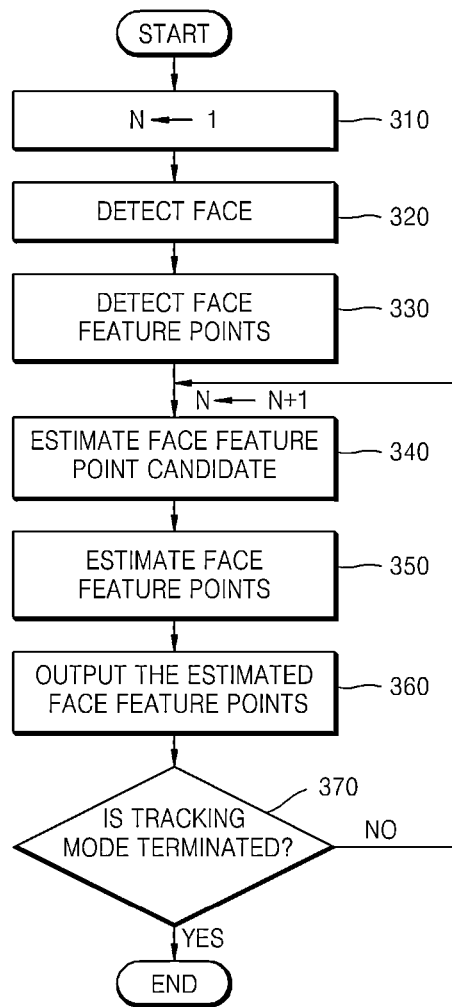 START
N ← 1
310
DETECT FACE
320
DETECT FACE
FEATURE POINTS
330
N ← N+1
ESTIMATE FACE FEATURE
POINT CANDIDATE
340
ESTIMATE FACE
FEATURE POINTS
350
OUTPUT THE ESTIMATED
FACE FEATURE POINTS
360
370
IS TRACKING
MODE TERMINATED?
NO
YES
END